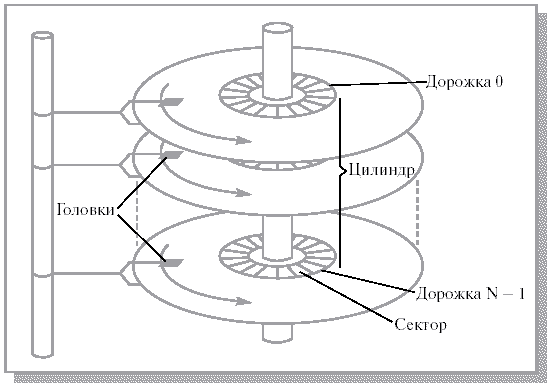 Дорожка 0
Цилиндр
Головки
Дорожка N – 1
Сектор